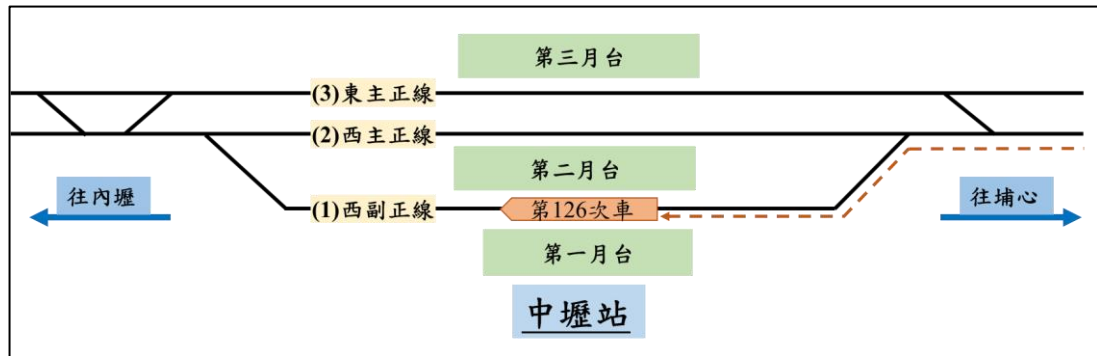 第三月台
(3)東主正線
(2)西主正線
第二月台
往內壢
(1)西副正線
第126次車
往埔心
第一月台
中壢站